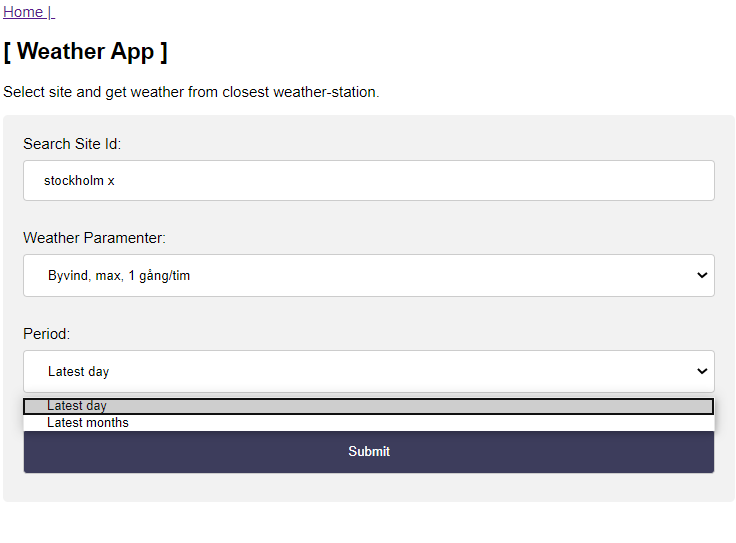 Home |
[ Weather App ]
Select site and get weather from closest weather-station.
Search Site Id:
stockholm x
Weather Paramenter:
Byvind, max, 1 gång/tim
Period:
Latest day
Latest day
Latest months
Submit